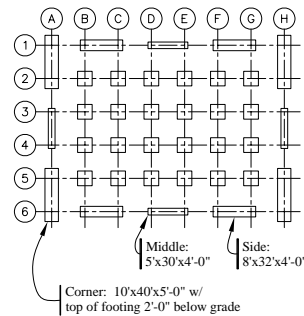 A B C D E F G H
1
2
3
4
5
6
Middle:
5'x30'x4'-0"
Side:
8'x32'x4'-0"
Corner: 10'x40'x5'-0" w/
top of footing 2'-0" below grade